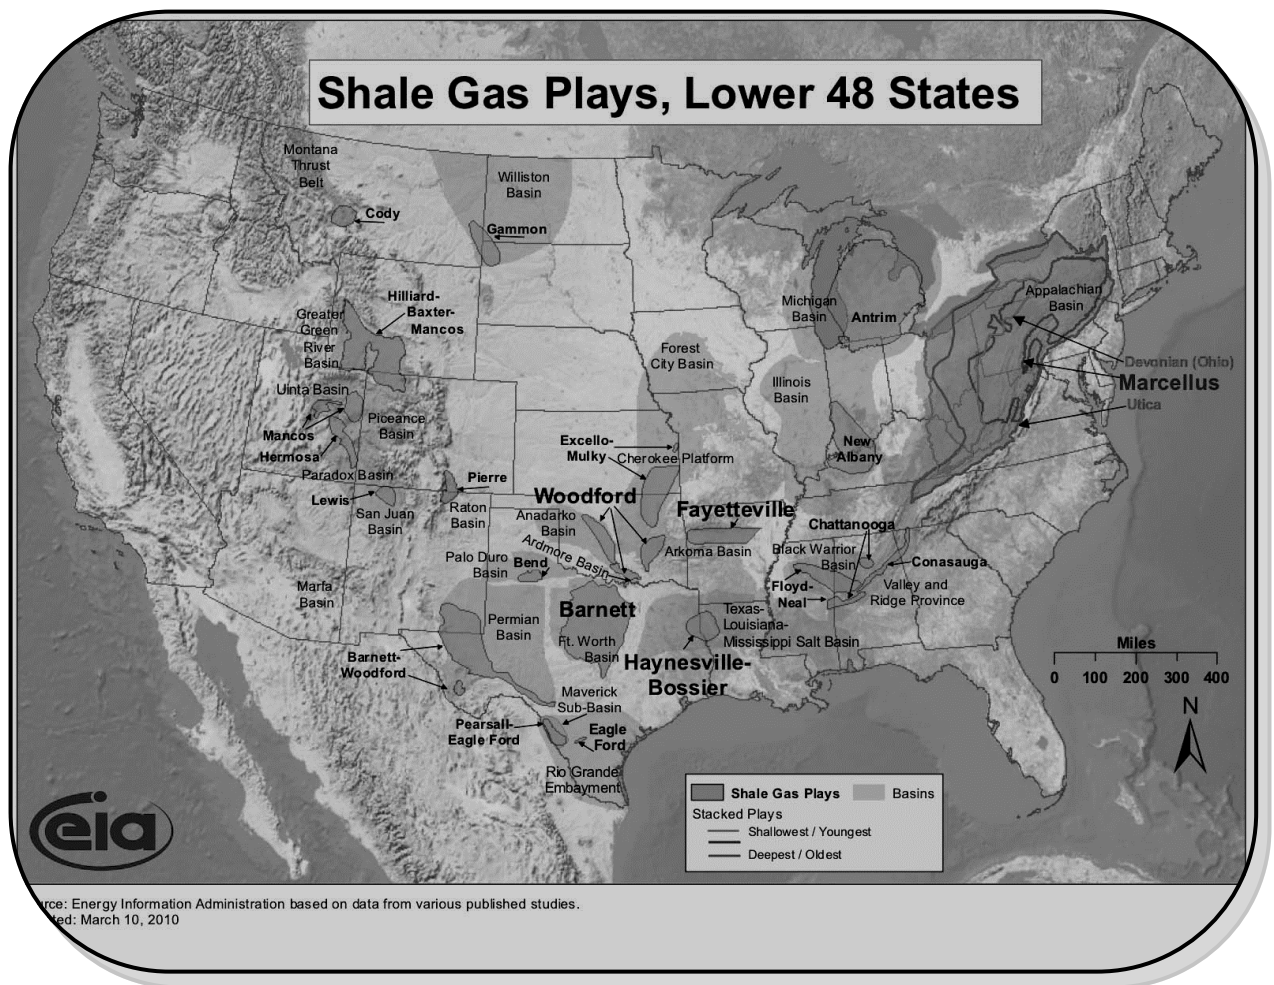 Shale Gas Plays, Lower 48 States
Montana
Thrust
Belt
Cody
Williston
Basin
Gammon
Hilliard-
Baxter-
Mancos
Greater
Green
River
Basin
Uinta Basin
Mancos
Piceance
Basin
Hermosa
Paradox Basin
Lewis
San Juan
Basin
Pierre
Raton
Basin
Michigan
Basin
Antrim
Forest
City Basin
Illinois
Basin
New
Albany
Appalachian
Basin
Devonian (Ohio)
Marcellus
Utica
Excello-
Mulky
Cherokee Platform
Woodford
Fayetteville
Anadarko
Basin
Arkoma Basin
Ardmore Basin
Palo Duro
Basin
Bend
Chattanooga
Black Warrior
Basin
Conasauga
Floyd-
Neal
Valley and
Ridge Province
Marfa
Basin
Permian
Basin
Barnett
Ft. Worth
Basin
Texas-
Louisiana-
Mississippi Salt Basin
Haynesville-
Bossier
Barnett-
Woodford
Maverick
Sub-Basin
Pearsall-
Eagle Ford
Eagle
Ford
Rio Grande
Embayment
Miles
0 100 200 300 400
N
Shale Gas Plays Basins
Stacked Plays
Shallowest / Youngest
Deepest / Oldest
eia
rce: Energy Information Administration based on data from various published studies.
ted: March 10, 2010